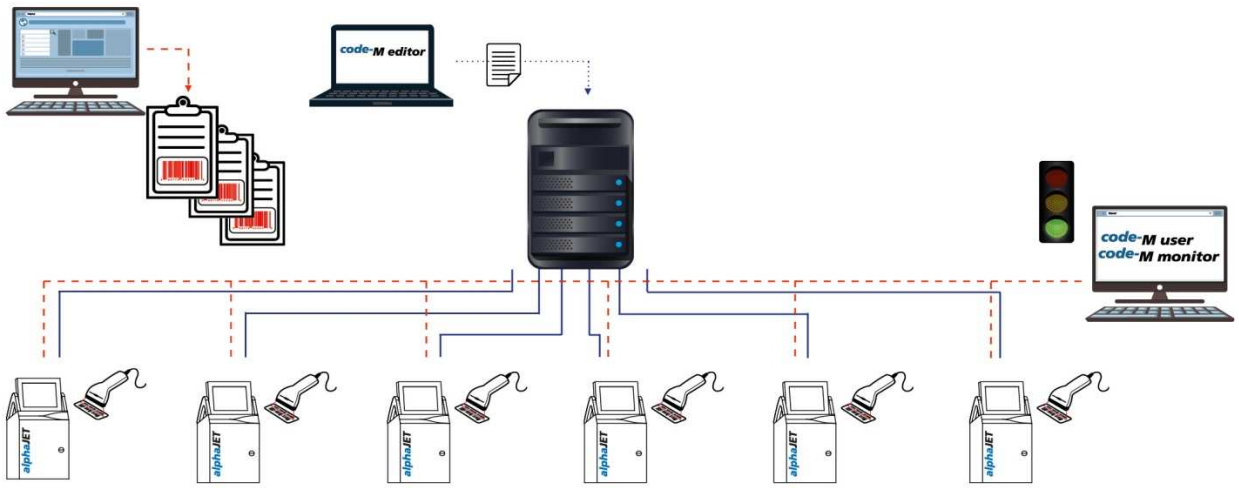 code-M editor
code-M user
code-M monitor
alphaJET
alphaJET
alphaJET
alphaJET
alphaJET
alphaJET